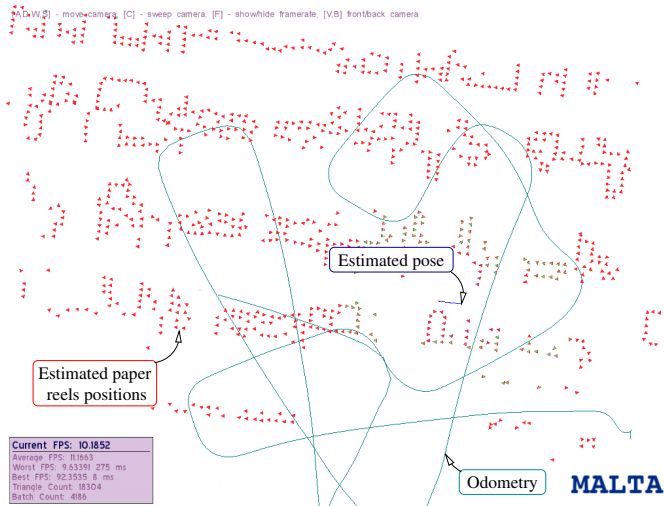 [AD,W,S] - move camera, [C] - sweep camera, [F] - show/hide framerate, [V,B] front/back camera
Estimated pose
Estimated paper
reels positions
Current FPS: 10.1852
Average FPS: 11.1663
Worst FPS: 9.63391 275 ms
Best FPS: 92.3535 8 ms
Triangle Count: 18304
Batch Count: 4186
Odometry
MALTA